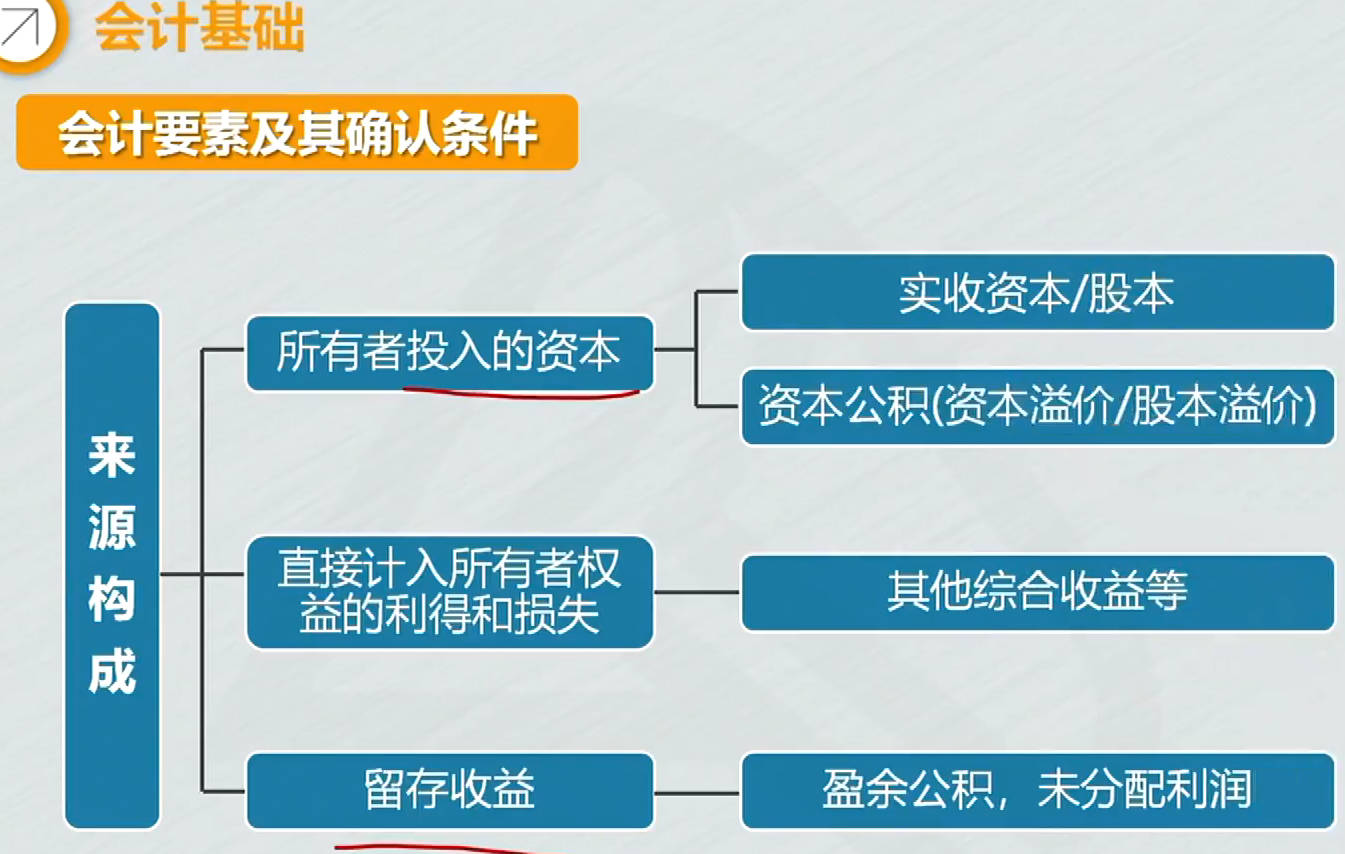 会计基础
会计要素及其确认条件
来源构成
所有者投入的资本
实收资本/股本
资本公积(资本溢价/股本溢价)
直接计入所有者权
益的利得和损失
其他综合收益等
留存收益
盈余公积，未分配利润